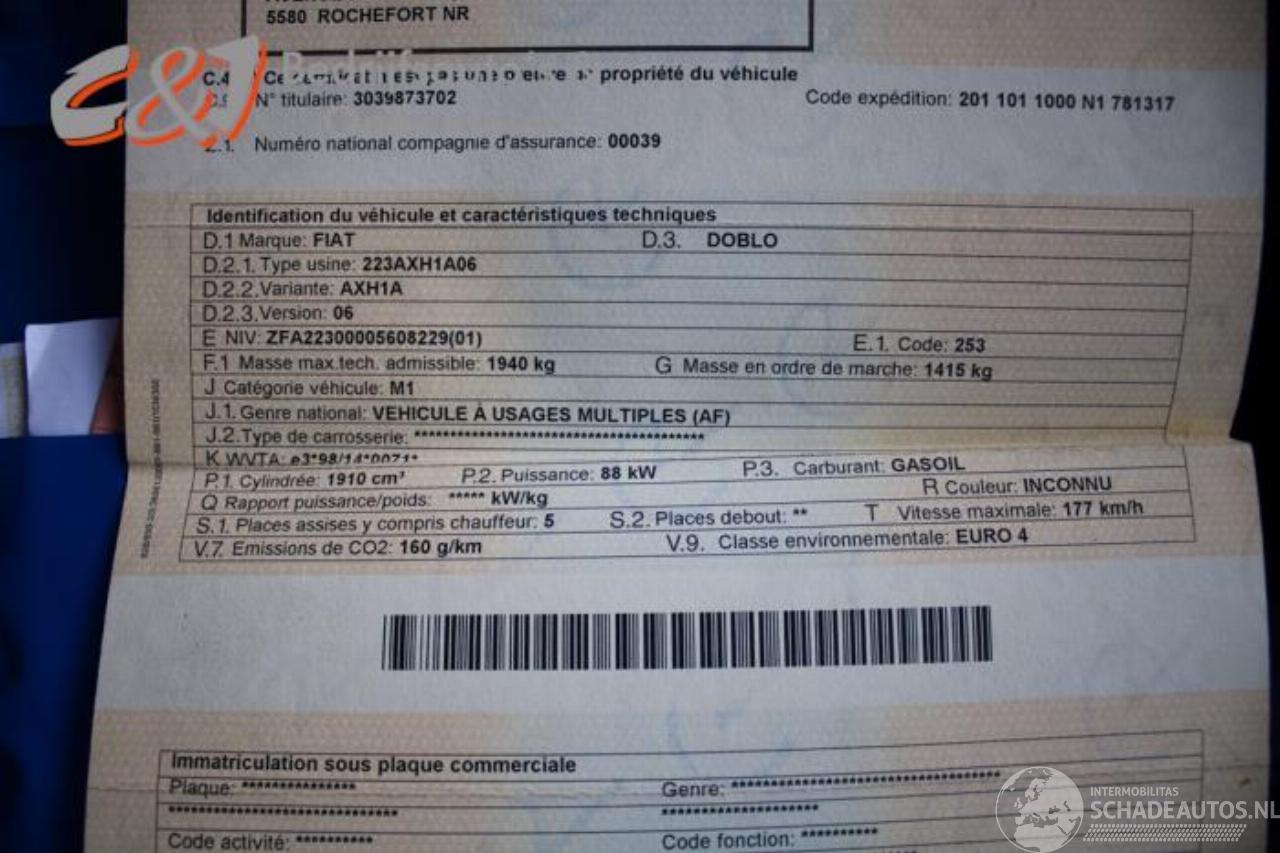 5580 ROCHEFORT NR
C&J
C.4 propriété du véhicule
N° titulaire: 3039873702 Code expédition: 201 101 1000 N1 781317
Numéro national compagnie d'assurance: 00039
Identification du véhicule et caractéristiques techniques
D.1 Marque: FIAT D.3. DOBLO
D.2.1. Type usine: 223AXH1A06
D.2.2. Variante: AXH1A
D.2.3. Version: 06
E NIV: ZFA22300005608229(01) E.1. Code: 253
F.1 Masse max.tech. admissible: 1940 kg G Masse en ordre de marche: 1415 kg
J Catégorie véhicule: M1
J.1. Genre national: VEHICULE À USAGES MULTIPLES (AF)
J.2. Type de carrosserie: ****************************************
K WVTA: e3*98/14*0071*
P.1. Cylindrée: 1910 cm³ P.2. Puissance: 88 kW P.3. Carburant: GASOIL
Q Rapport puissance/poids: ***** kW/kg R Couleur: INCONNU
S.1. Places assises y compris chauffeur: 5 S.2. Places debout: ** T Vitesse maximale: 177 km/h
V.7. Emissions de CO2: 160 g/km V.9. Classe environnementale: EURO 4
Immatriculation sous plaque commerciale
Plaque: *************** Genre: ***********************************
****************************** ********************
Code activité: ********** Code fonction: **********
INTERMOBILITAS
SCHADEAUTOS.NL